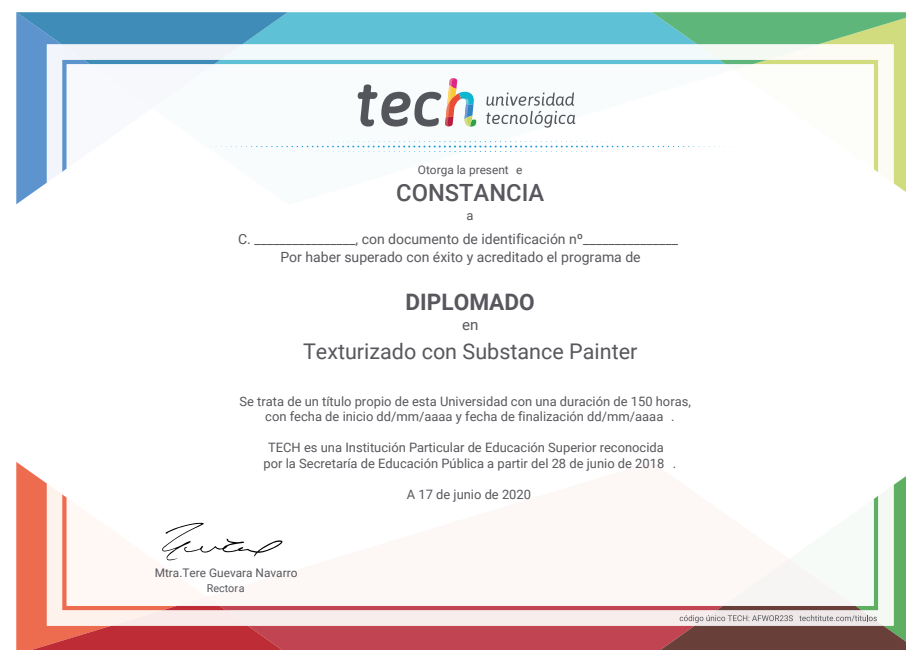 tech universidad
tecnológica
Otorga la present e
CONSTANCIA
a
C. ________________, con documento de identificación nº_______________
Por haber superado con éxito y acreditado el programa de
DIPLOMADO
en
Texturizado con Substance Painter
Se trata de un título propio de esta Universidad con una duración de 150 horas,
con fecha de inicio dd/mm/aaaa y fecha de finalización dd/mm/aaaa .
TECH es una Institución Particular de Educación Superior reconocida
por la Secretaría de Educación Pública a partir del 28 de junio de 2018 .
A 17 de junio de 2020
Mtra.Tere Guevara Navarro
Rectora
código único TECH: AFWOR23S techtitute.com/titulos